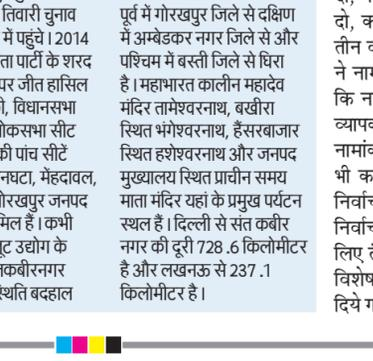 तिवारी चुनाव
में पहुंचे । 2014
ता पार्टी के शरद
पर जीत हासिल
विधानसभा
ोकसभा सीट
की पांच सीटें
नघटा, मेंहदावल,
ोरखपुर जनपद
मिल हैं । कभी
उद्योग के
कबीरनगर
स्थिति बदहाल
पूर्व में गोरखपुर जिले से दक्षिण
में अम्बेडकर नगर जिले से और
पश्चिम में बस्ती जिले से घिरा
है । महाभारत कालीन महादेव
मंदिर तामेश्वरनाथ, बखीरा
स्थित भंगेश्वरनाथ, हैंसरबाजार
स्थित हशेश्वरनाथ और जनपद
मुख्यालय स्थित प्राचीन समय
माता मंदिर यहां के प्रमुख पर्यटन
स्थल हैं । दिल्ली से संत कबीर
नगर की दूरी 728 .6 किलोमीटर
है और लखनऊ से 237 .1
किलोमीटर है ।
दो, क
तीन व
ने नाम
कि न
व्यापव
नामांव
भी क
निर्वाच
निर्वाच
लिए तै
विशेष
दिये ग